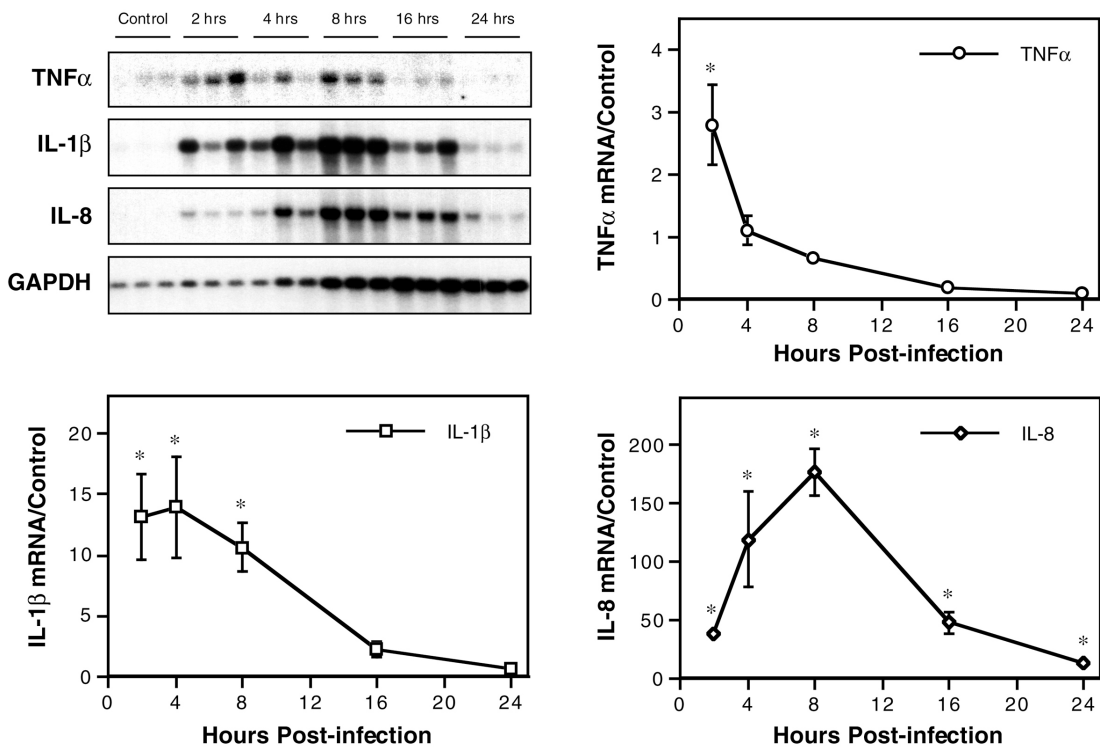 Control 2 hrs 4 hrs 8 hrs 16 hrs 24 hrs
TNFα
IL-1β
IL-8
GAPDH
TNFα mRNA/Control
4
3
2
1
0
*
TNFα
0 4 8 12 16 20 24
Hours Post-infection
IL-1β mRNA/Control
20
15
10
5
0
* * *
IL-1β
0 4 8 12 16 20 24
Hours Post-infection
IL-8 mRNA/Control
200
150
100
50
0
* * * * *
IL-8
0 4 8 12 16 20 24
Hours Post-infection